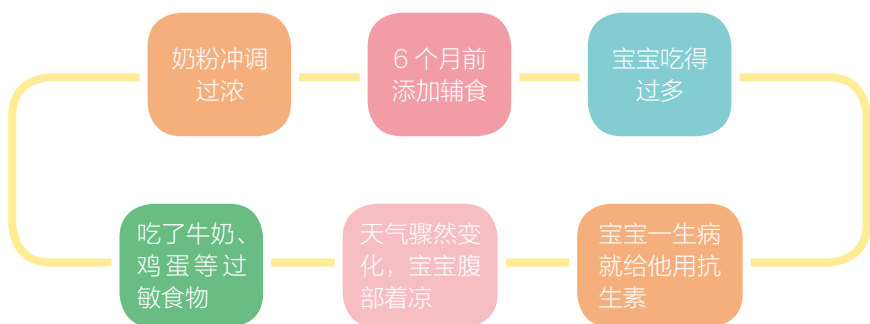 奶粉冲调
过浓
6个月前
添加辅食
宝宝吃得
过多
吃了牛奶、
鸡蛋等过
敏食物
天气骤然变
化，宝宝腹
部着凉
宝宝一生病
就给他用抗
生素